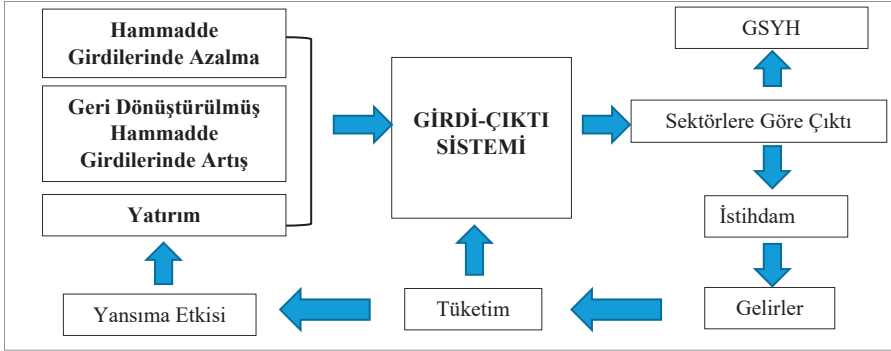 Hammadde
Girdilerinde Azalma
Geri Dönüştürülmüş
Hammadde
Girdilerinde Artış
Yatırım
GİRDİ-ÇIKTI
SİSTEMİ
GSYH
Sektörlere Göre Çıktı
İstihdam
Gelirler
Tüketim
Yansıma Etkisi